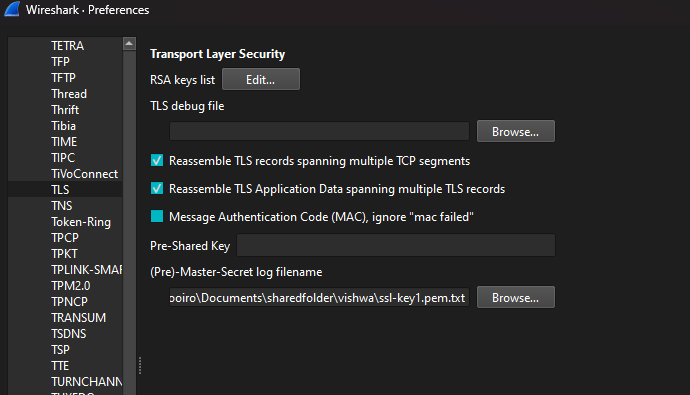 Wireshark · Preferences
TETRA
TFP
TFTP
Thread
Thrift
Tibia
TIME
TIPC
TiVoConnect
TLS
TNS
Token-Ring
TPCP
TPKT
TPLINK-SMAR
TPM2.0
TPNCP
TRANSUM
TSDNS
TSP
TTE
TURNCHANN
Transport Layer Security
RSA keys list Edit...
TLS debug file
Browse...
Reassemble TLS records spanning multiple TCP segments
Reassemble TLS Application Data spanning multiple TLS records
Message Authentication Code (MAC), ignore "mac failed"
Pre-Shared Key
(Pre)-Master-Secret log filename
ooiro\Documents\sharedfolder\vishwa\ssl-key1.pem.txt Browse...